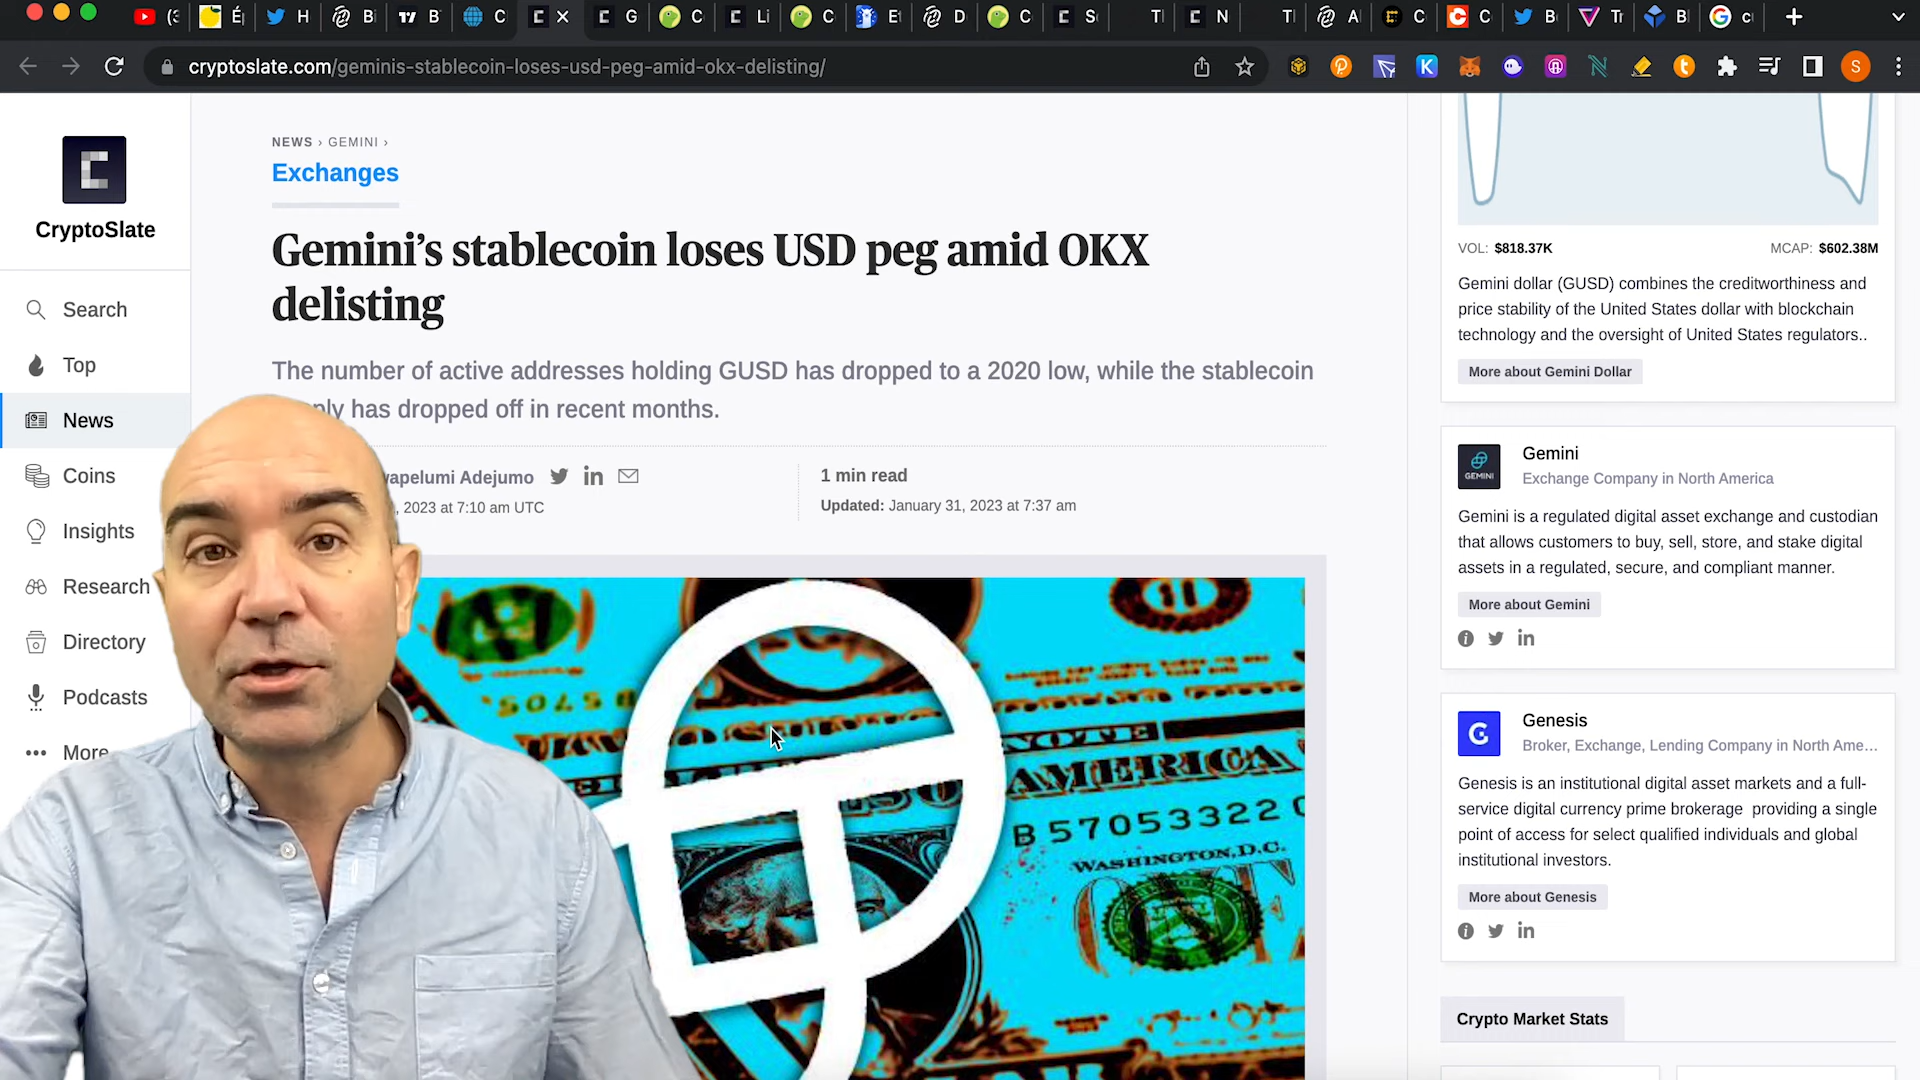 cryptoslate.com/geminis-stablecoin-loses-usd-peg-amid-okx-delisting/
CryptoSlate
Search
Top
News
Coins
Insights
Research
Directory
Podcasts
More
NEWS › GEMINI ›
Exchanges
Gemini’s stablecoin loses USD peg amid OKX
delisting
The number of active addresses holding GUSD has dropped to a 2020 low, while the stablecoin
has dropped off in recent months.
Adejumo
2023 at 7:10 am UTC
1 min read
Updated: January 31, 2023 at 7:37 am
NOTE
AMERICA
B 57053322
WASHINGTON, D.C.
VOL: $818.37K
MCAP: $602.38M
Gemini dollar (GUSD) combines the creditworthiness and
price stability of the United States dollar with blockchain
technology and the oversight of United States regulators..
More about Gemini Dollar
GEMINI
Gemini
Exchange Company in North America
Gemini is a regulated digital asset exchange and custodian
that allows customers to buy, sell, store, and stake digital
assets in a regulated, secure, and compliant manner.
More about Gemini
Genesis
Broker, Exchange, Lending Company in North Ame...
Genesis is an institutional digital asset markets and a full-
service digital currency prime brokerage providing a single
point of access for select qualified individuals and global
institutional investors.
More about Genesis
Crypto Market Stats